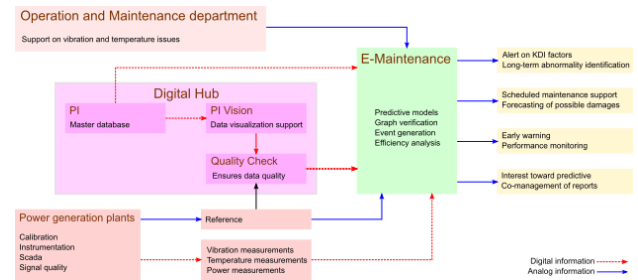 Operation and Maintenance department
Support on vibration and temperature issues
E-Maintenance
Predictive models
Graph verification
Event generation
Efficiency analysis
Alert on KDI factors
Long-term abnormality identification
Scheduled maintenance support
Forecasting of possible damages
Early warning
Performance monitoring
Interest toward predictive
Co-management of reports
Digital Hub
PI
Master database
PI Vision
Data visualization support
Quality Check
Ensures data quality
Power generation plants
Calibration
Instrumentation
Scada
Signal quality
Reference
Vibration measurements
Temperature measurements
Power measurements
Digital information
Analog information